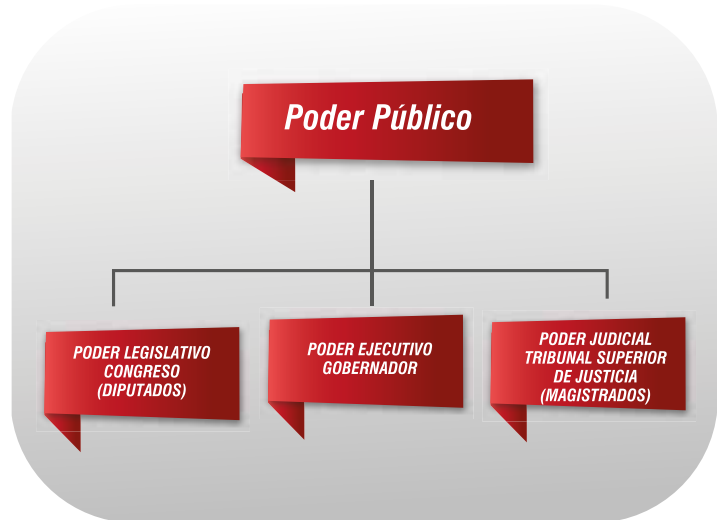 Poder Público
PODER LEGISLATIVO
CONGRESO
(DIPUTADOS)
PODER EJECUTIVO
GOBERNADOR
PODER JUDICIAL
TRIBUNAL SUPERIOR
DE JUSTICIA
(MAGISTRADOS)